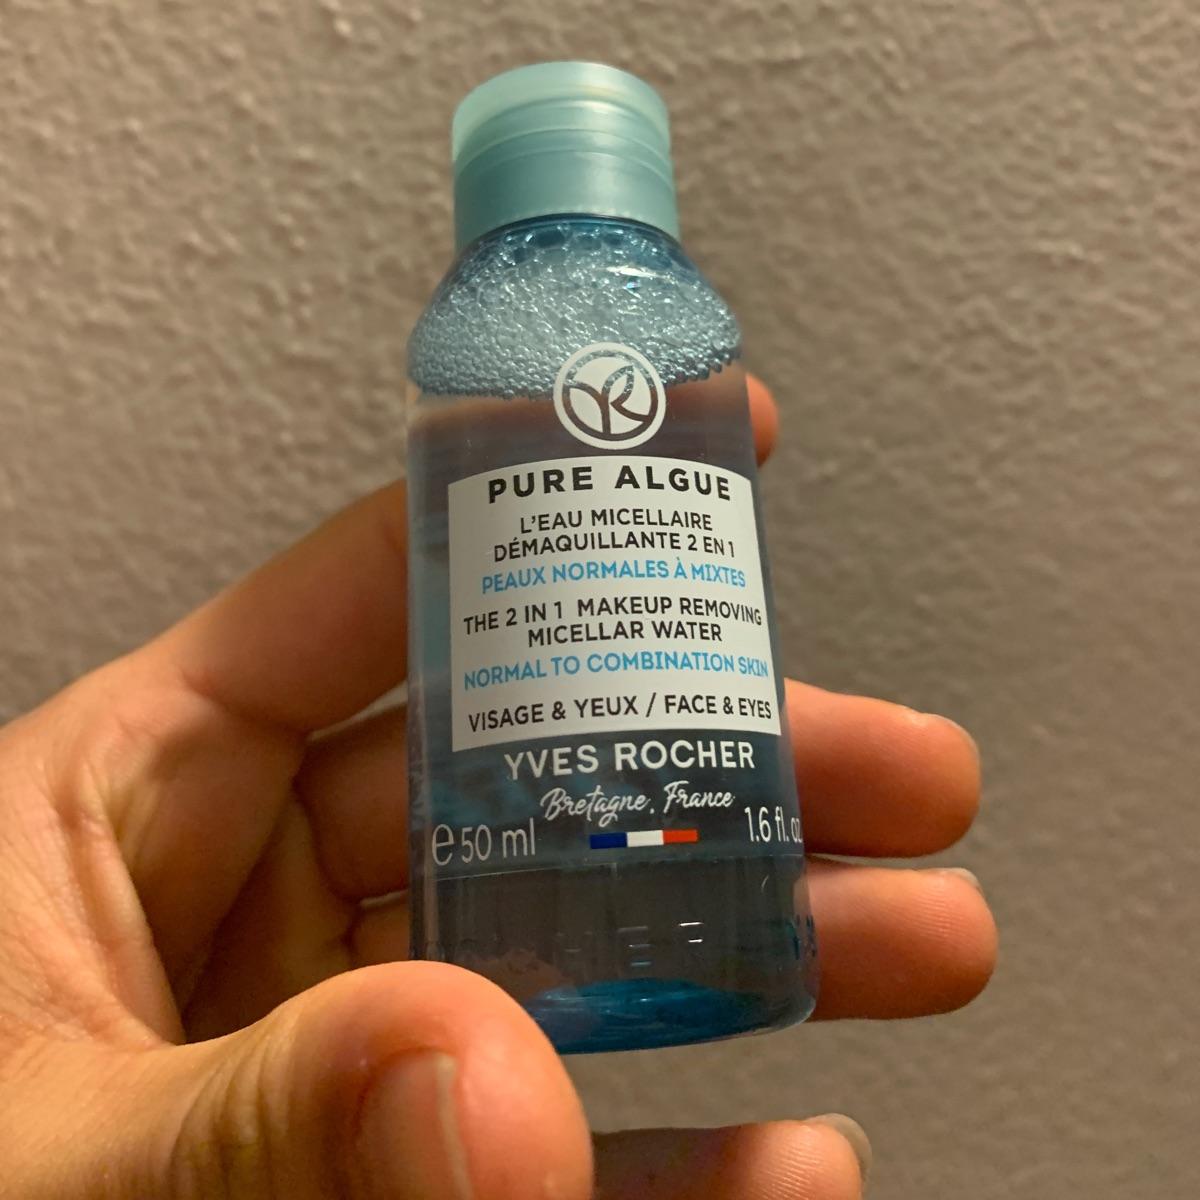 PURE ALGUE
L'EAU MICELLAIRE
DÉMAQUILLANTE 2 EN 1
PEAUX NORMALES À MIXTES
THE 2 IN 1 MAKEUP REMOVING
MICELLAR WATER
NORMAL TO COMBINATION SKIN
VISAGE & YEUX / FACE & EYES
YVES ROCHER
Bretagne, France
e 50 ml 1.6 fl. oz